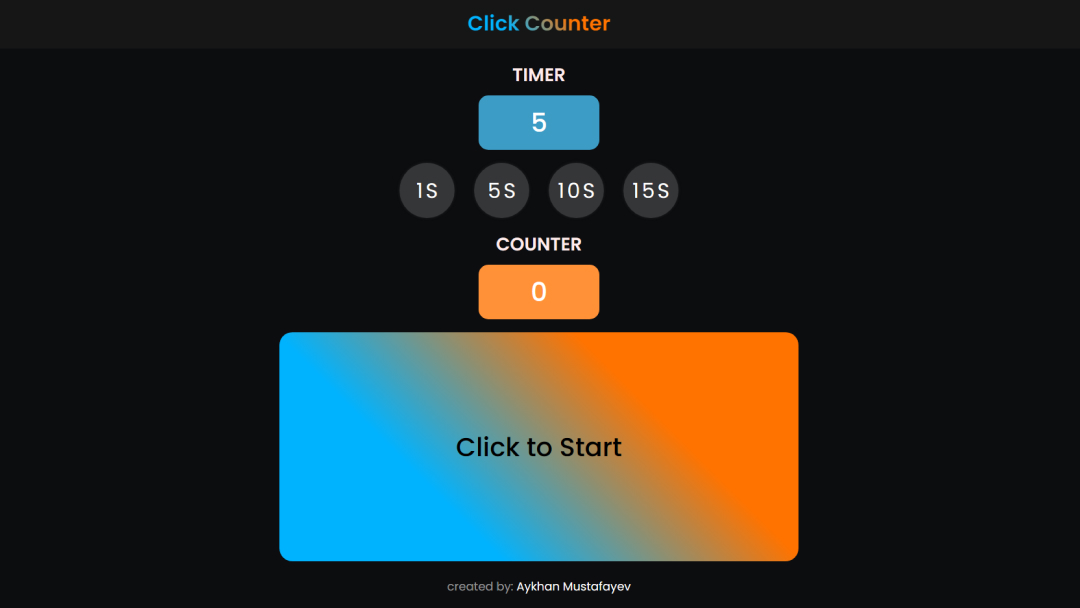 Click Counter
TIMER
5
1S 5S 10S 15S
COUNTER
0
Click to Start
created by: Aykhan Mustafayev